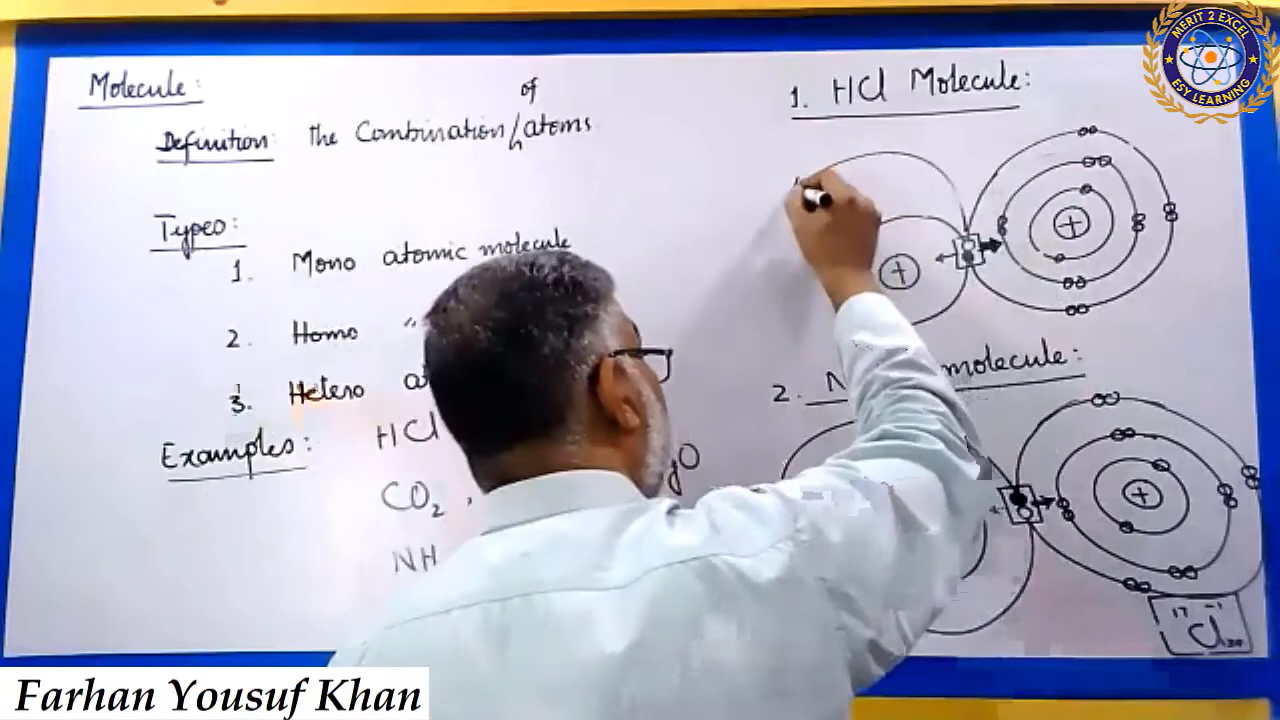 Molecule:
Definition: The Combination of atoms
Types:
1. Mono atomic molecule
2. Homo "
3. Hetero
Examples: HCl
CO2 ,
NH
1. HCl Molecule:
+
+
2. N molecule:
+
17 -1
Cl
MERIT 2 EXCEL
ESY LEARNING
Farhan Yousuf Khan